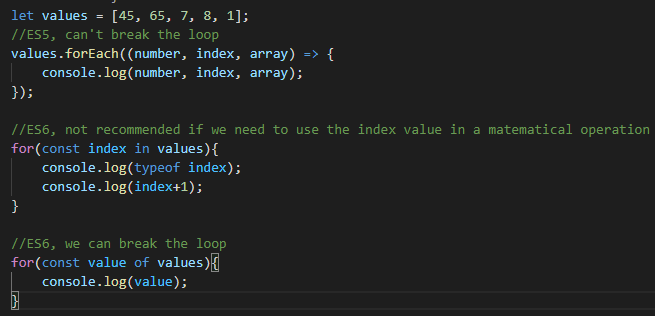 let values = [45, 65, 7, 8, 1];
//ES5, can't break the loop
values.forEach((number, index, array) => {
    console.log(number, index, array);
});

//ES6, not recommended if we need to use the index value in a matematical operation
for(const index in values){
    console.log(typeof index);
    console.log(index+1);
}

//ES6, we can break the loop
for(const value of values){
    console.log(value);
}